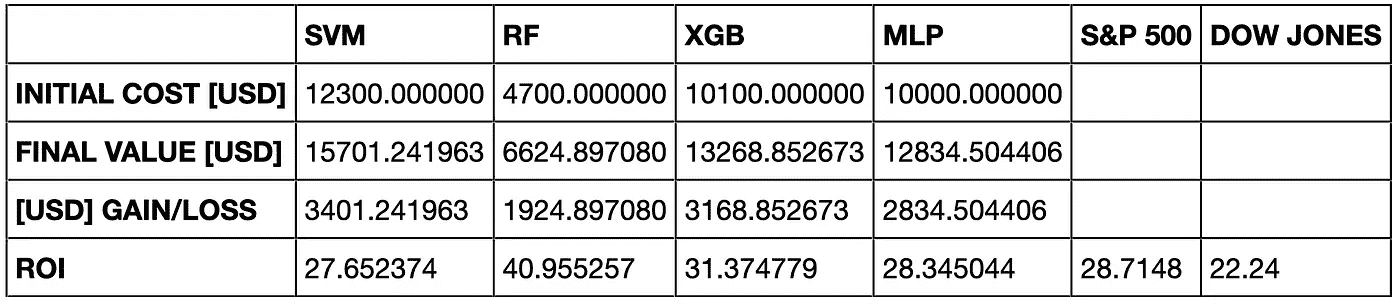 SVM RF XGB MLP S&P 500 DOW JONES
INITIAL COST [USD] 12300.000000 4700.000000 10100.000000 10000.000000
FINAL VALUE [USD] 15701.241963 6624.897080 13268.852673 12834.504406
[USD] GAIN/LOSS 3401.241963 1924.897080 3168.852673 2834.504406
ROI 27.652374 40.955257 31.374779 28.345044 28.7148 22.24